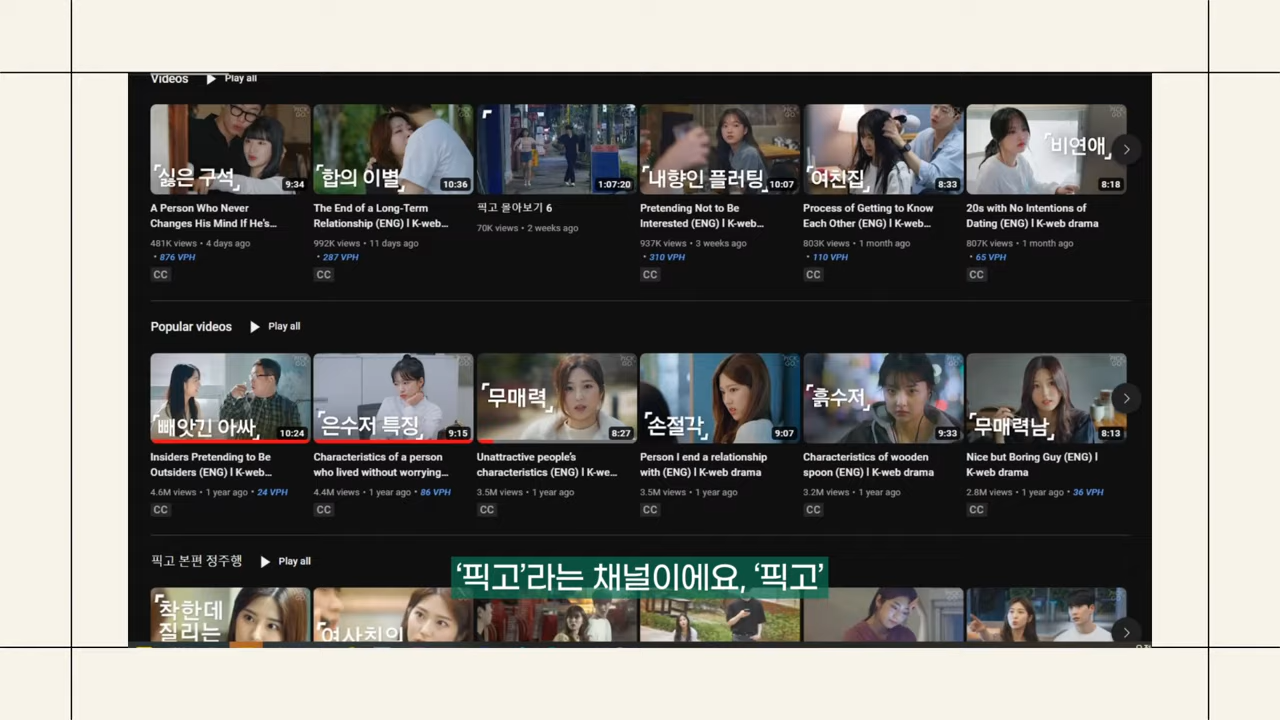 Videos Play all
싫은 구석
9:34
합의 이별
10:36
1:07:20
내향인 플러팅
10:07
여친집
8:33
비연애
8:18
A Person Who Never
Changes His Mind If He's...
481K views • 4 days ago
• 876 VPH
CC
The End of a Long-Term
Relationship (ENG) l K-web...
992K views • 11 days ago
• 287 VPH
CC
픽고 몰아보기 6
70K views • 2 weeks ago
Pretending Not to Be
Interested (ENG) l K-web...
937K views • 3 weeks ago
• 310 VPH
CC
Process of Getting to Know
Each Other (ENG) l K-web...
803K views • 1 month ago
• 110 VPH
CC
20s with No Intentions of
Dating (ENG) l K-web drama
807K views • 1 month ago
• 65 VPH
CC
Popular videos Play all
빼앗긴 아싸
10:24
은수저 특징
9:15
무매력
8:27
손절각
9:07
흙수저
9:33
무매력남
8:13
Insiders Pretending to Be
Outsiders (ENG) l K-web...
4.6M views • 1 year ago • 24 VPH
CC
Characteristics of a person
who lived without worrying...
4.4M views • 1 year ago • 86 VPH
CC
Unattractive people's
characteristics (ENG) l K-we...
3.5M views • 1 year ago
CC
Person I end a relationship
with (ENG) l K-web drama
3.5M views • 1 year ago
CC
Characteristics of wooden
spoon (ENG) l K-web drama
3.2M views • 1 year ago
CC
Nice but Boring Guy (ENG) l
K-web drama
2.8M views • 1 year ago • 36 VPH
CC
픽고 본편 정주행 Play all
착한데
질리는
여사친의
‘픽고’라는 채널이에요, ‘픽고’